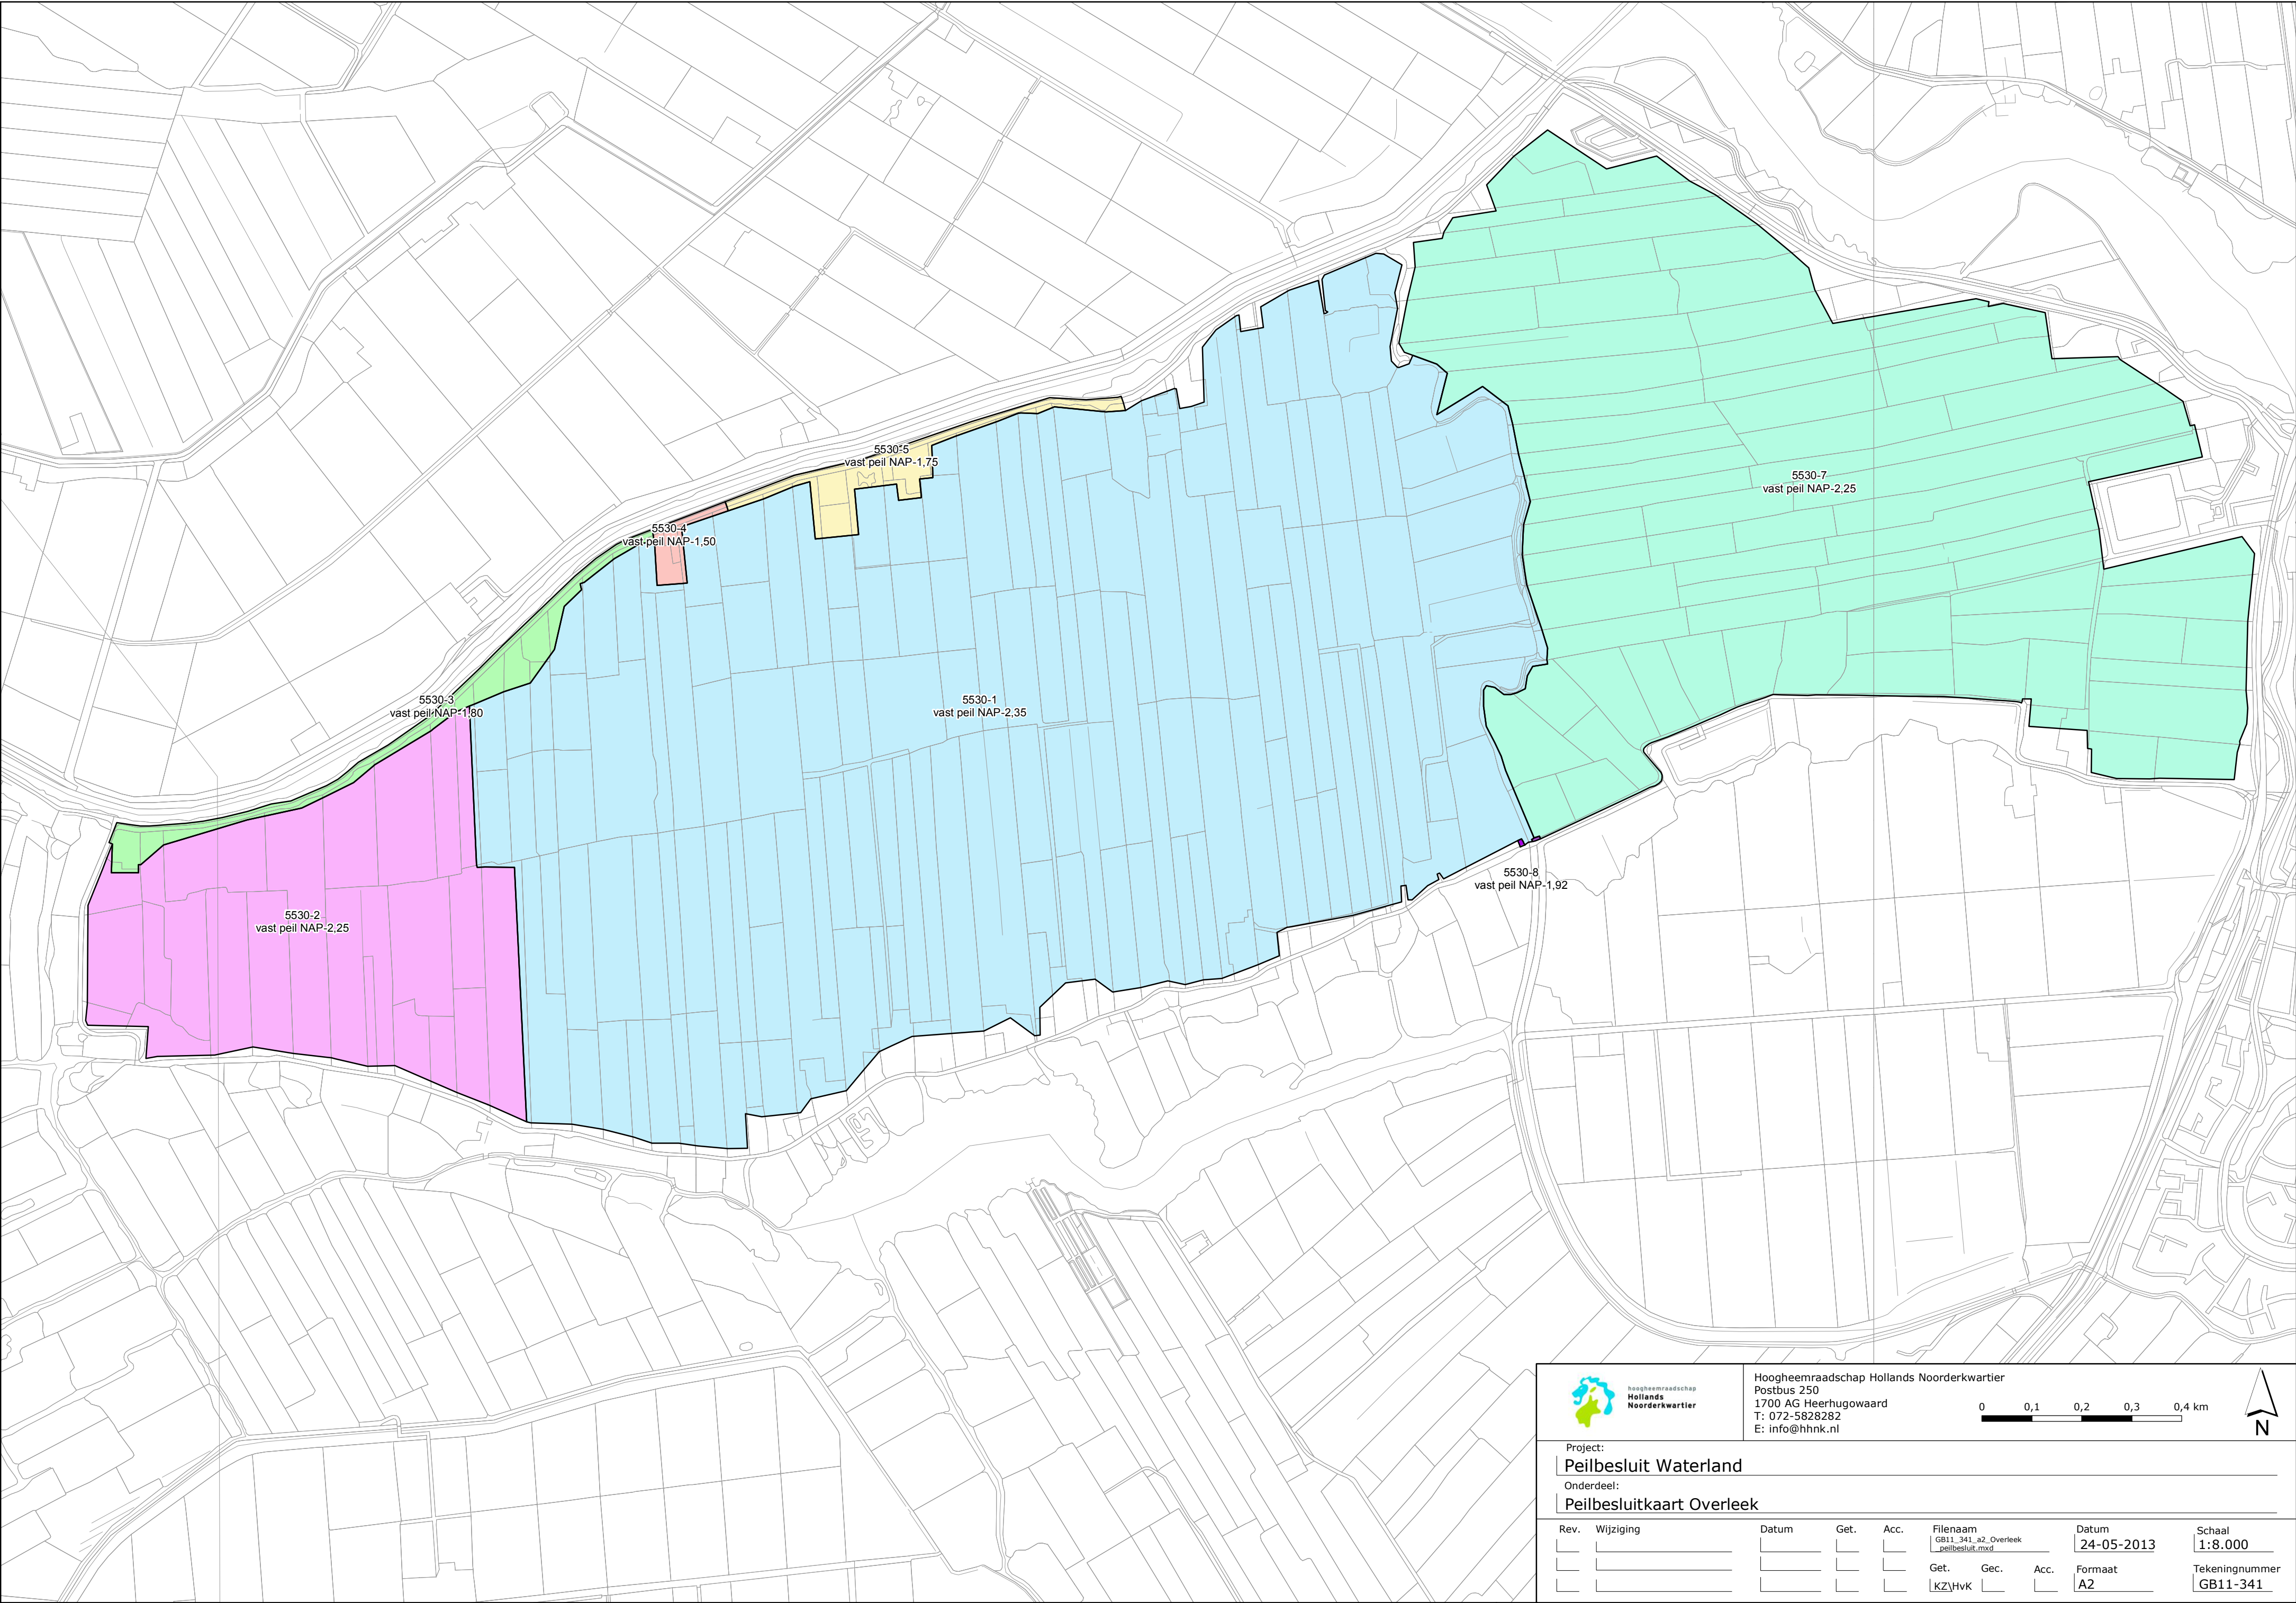 5530-5
vast peil NAP-1,75
5530-7
vast peil NAP-2,25
5530-4
vast peil NAP-1,50
5530-3
vast peil NAP-1,80
5530-1
vast peil NAP-2,35
5530-8
vast peil NAP-1,92
5530-2
vast peil NAP-2,25
hoogheemraadschap
Hollands
Noorderkwartier
Hoogheemraadschap Hollands Noorderkwartier
Postbus 250
1700 AG Heerhugowaard
T: 072-5828282
E: info@hhnk.nl
0 0,1 0,2 0,3 0,4 km
N
Project:
Peilbesluit Waterland
Onderdeel:
Peilbesluitkaart Overleek
Rev. Wijziging Datum Get. Acc. Filenaam Datum Schaal
GB11_341_a2_Overleek
_peilbesluit.mxd
24-05-2013 1:8.000
Get. Gec. Acc. Formaat Tekeningnummer
KZ\HvK A2 GB11-341